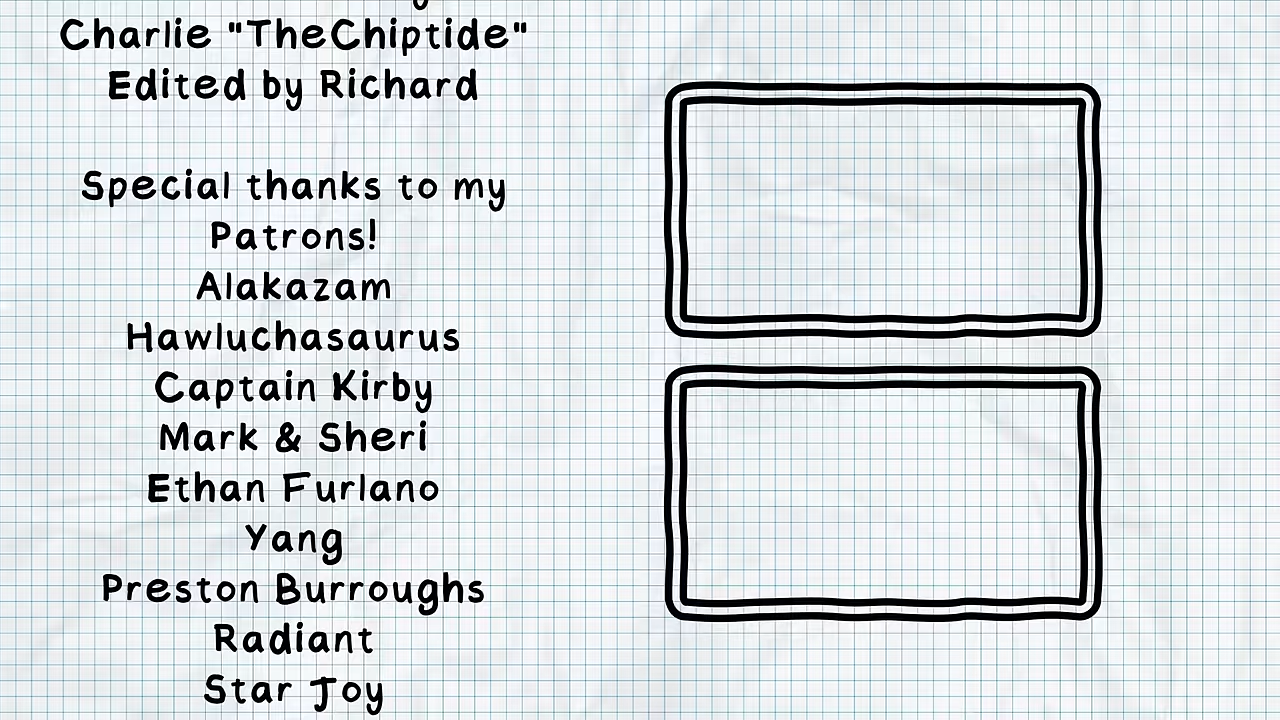 Charlie "TheChiptide"
Edited by Richard
Special thanks to my
Patrons!
Alakazam
Hawluchasaurus
Captain Kirby
Mark & Sheri
Ethan Furlano
Yang
Preston Burroughs
Radiant
Star Joy